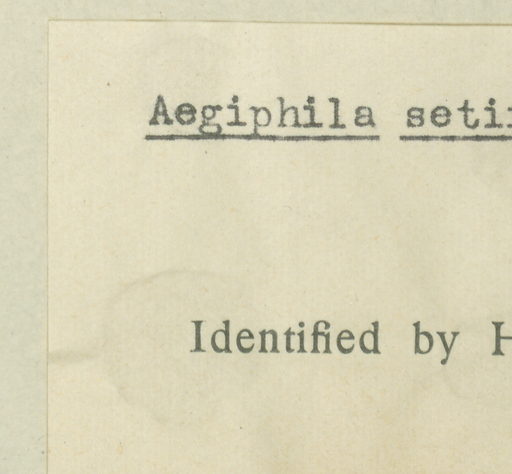 Aegiphila seti
Identified by H